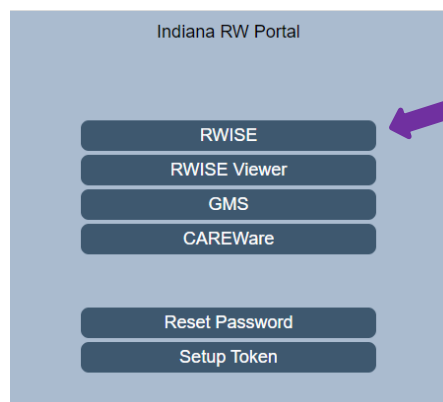 Indiana RW Portal
RWISE
RWISE Viewer
GMS
CAREWare
Reset Password
Setup Token